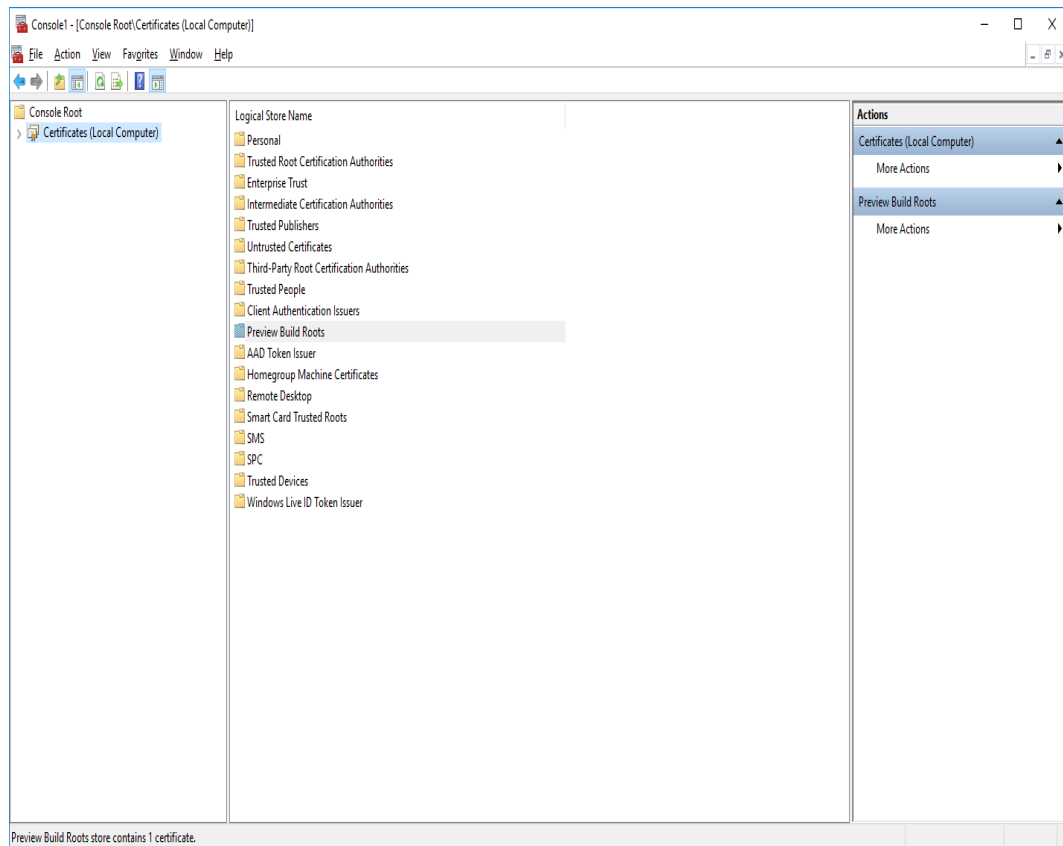 Console1 - [Console Root\Certificates (Local Computer)]
File Action View Favorites Window Help
Console Root
Certificates (Local Computer)
Logical Store Name
Personal
Trusted Root Certification Authorities
Enterprise Trust
Intermediate Certification Authorities
Trusted Publishers
Untrusted Certificates
Third-Party Root Certification Authorities
Trusted People
Client Authentication Issuers
Preview Build Roots
AAD Token Issuer
Homegroup Machine Certificates
Remote Desktop
Smart Card Trusted Roots
SMS
SPC
Trusted Devices
Windows Live ID Token Issuer
Actions
Certificates (Local Computer)
More Actions
Preview Build Roots
More Actions
Preview Build Roots store contains 1 certificate.